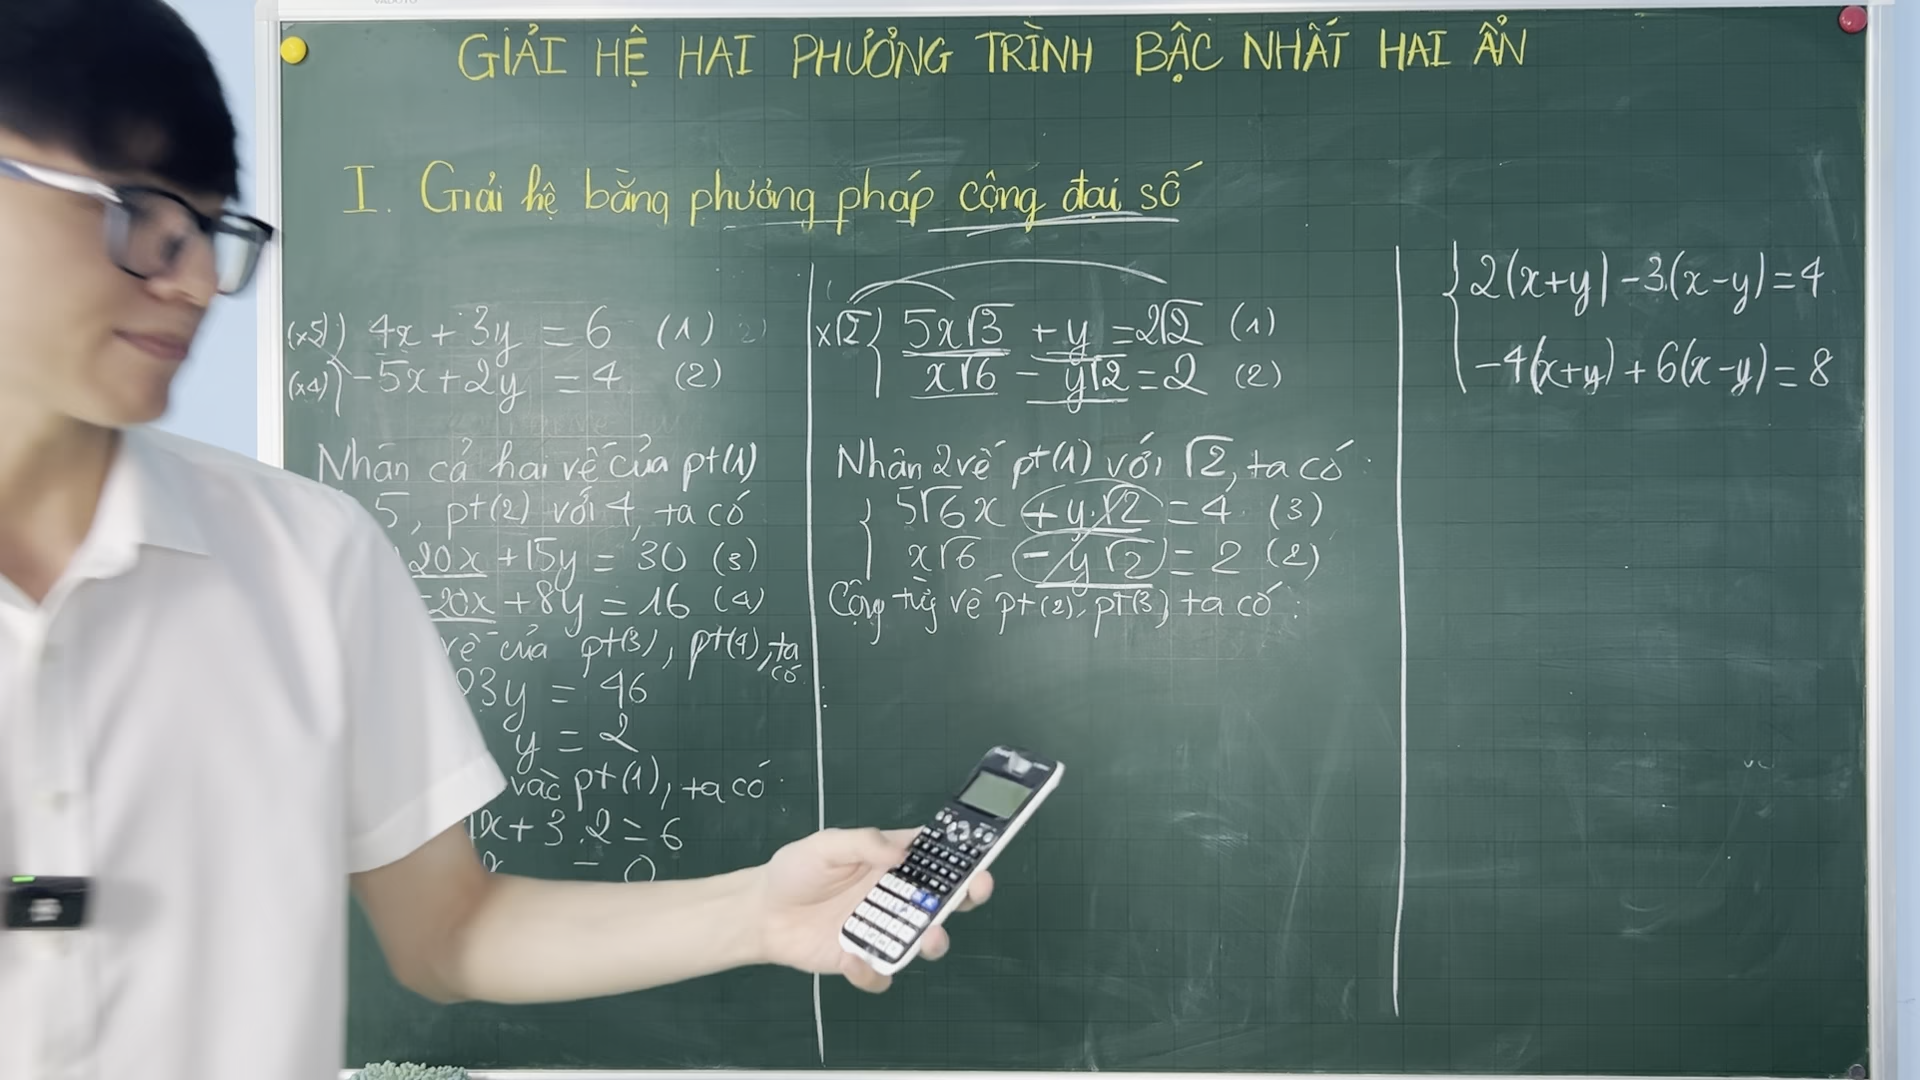 GIẢI HỆ HAI PHƯƠNG TRÌNH BẬC NHẤT HAI ẨN
I. Giải hệ bằng phương pháp cộng đại số
(x5) 4x + 3y = 6 (1)
(x4) -5x + 2y = 4 (2)
Nhân cả hai vế của pt(1)
5, pt(2) với 4, ta có
20x + 15y = 30 (3)
-20x + 8y = 16 (4)
vế của pt(3), pt(4), ta có
3y = 46
y = 2
vào pt(1), ta có:
x + 3.2 = 6
= 0
x√2 { 5x√3 + y = 2√2 (1)
x√6 - y√2 = 2 (2)
Nhân 2 vế pt(1) với √2, ta có:
{ 5√6x + y.√2 = 4 (3)
x√6 - y√2 = 2 (2)
Cộng từng vế pt(2), pt(3), ta có:
{ 2(x+y) - 3(x-y) = 4
-4(x+y) + 6(x-y) = 8